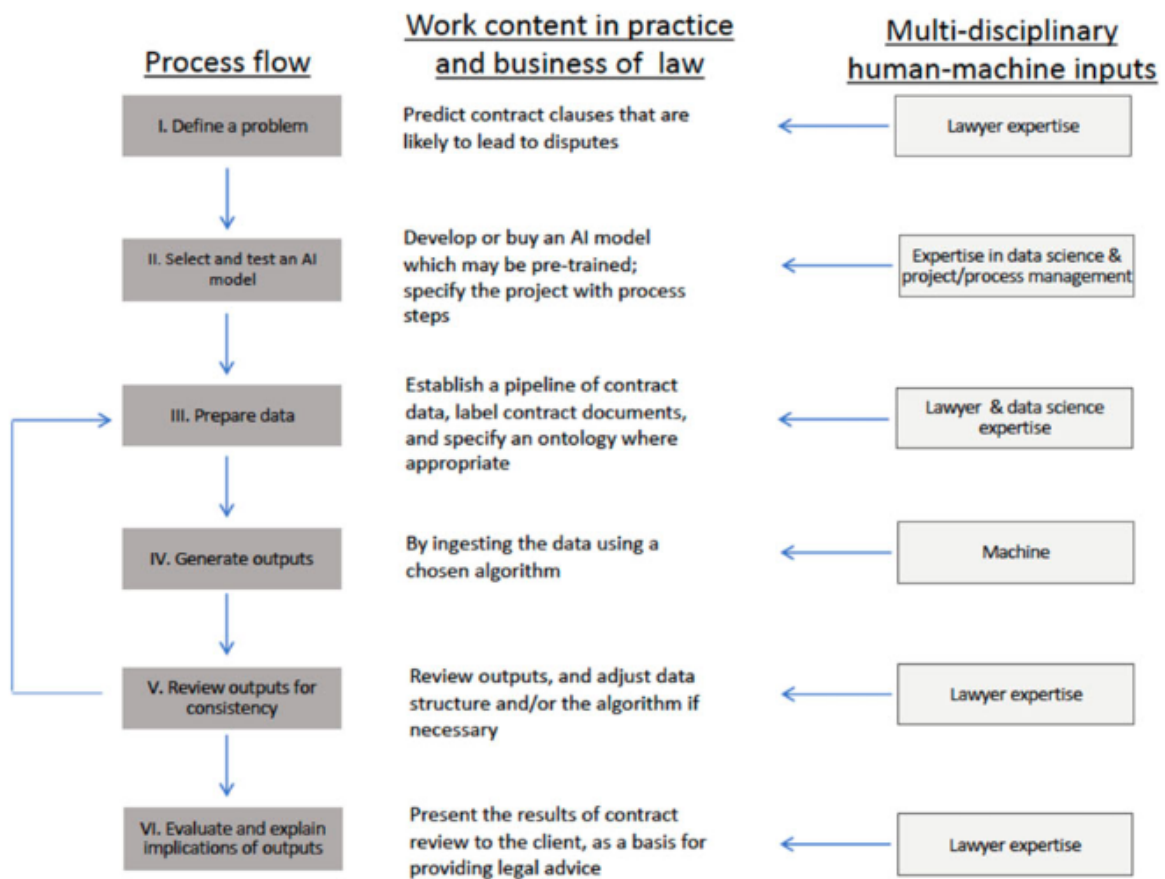 Process flow
Work content in practice
and business of law
Multi-disciplinary
human-machine inputs
I. Define a problem
Predict contract clauses that are
likely to lead to disputes
Lawyer expertise
II. Select and test an AI
model
Develop or buy an AI model
which may be pre-trained;
specify the project with process
steps
Expertise in data science &
project/process management
III. Prepare data
Establish a pipeline of contract
data, label contract documents,
and specify an ontology where
appropriate
Lawyer & data science
expertise
IV. Generate outputs
By ingesting the data using a
chosen algorithm
Machine
V. Review outputs for
consistency
Review outputs, and adjust data
structure and/or the algorithm if
necessary
Lawyer expertise
VI. Evaluate and explain
implications of outputs
Present the results of contract
review to the client, as a basis for
providing legal advice
Lawyer expertise